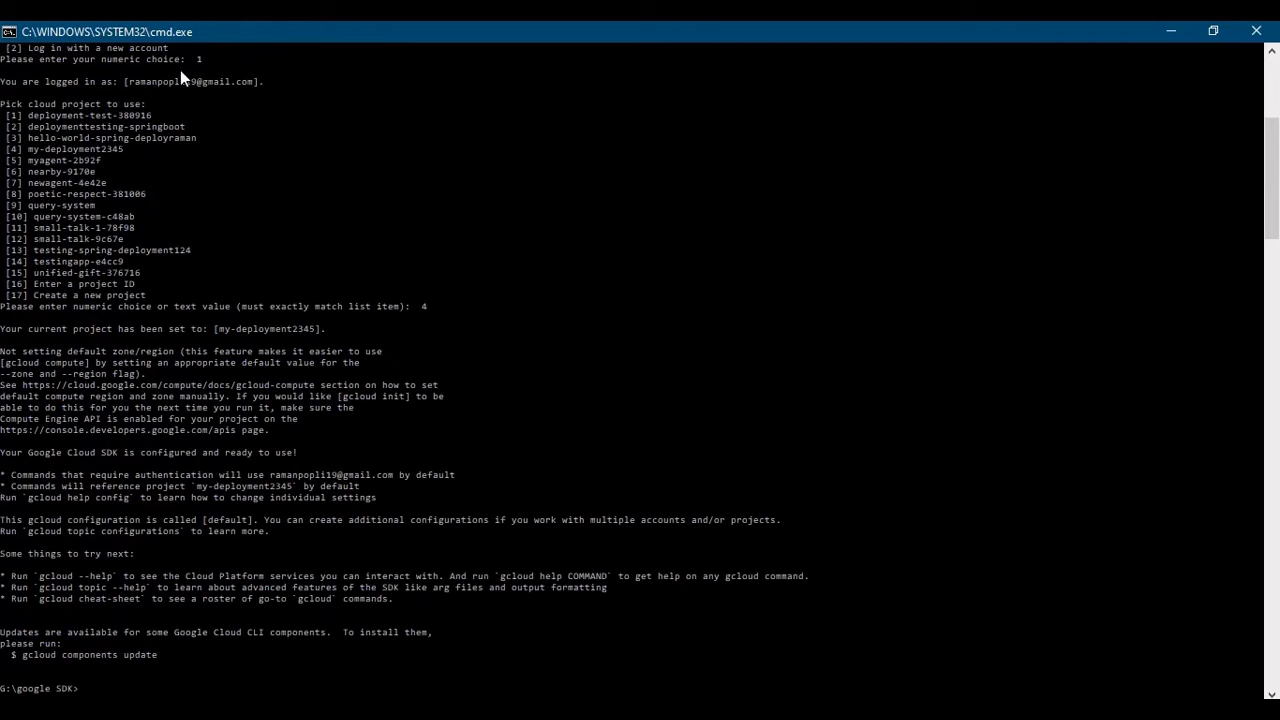 C:\WINDOWS\SYSTEM32\cmd.exe
[2] Log in with a new account
Please enter your numeric choice:  1
You are logged in as: [ramanpopli19@gmail.com].
Pick cloud project to use:
[1] deployment-test-380916
[2] deploymenttesting-springboot
[3] hello-world-spring-deployraman
[4] my-deployment2345
[5] myagent-2b92f
[6] nearby-9170e
[7] newagent-4e42e
[8] poetic-respect-381006
[9] query-system
[10] query-system-c48ab
[11] small-talk-1-78f98
[12] small-talk-9c67e
[13] testing-spring-deployment124
[14] testingapp-e4cc9
[15] unified-gift-376716
[16] Enter a project ID
[17] Create a new project
Please enter numeric choice or text value (must exactly match list item):  4
Your current project has been set to: [my-deployment2345].
Not setting default zone/region (this feature makes it easier to use
[gcloud compute] by setting an appropriate default value for the
--zone and --region flag).
See https://cloud.google.com/compute/docs/gcloud-compute section on how to set
default compute region and zone manually. If you would like [gcloud init] to be
able to do this for you the next time you run it, make sure the
Compute Engine API is enabled for your project on the
https://console.developers.google.com/apis page.
Your Google Cloud SDK is configured and ready to use!
* Commands that require authentication will use ramanpopli19@gmail.com by default
* Commands will reference project `my-deployment2345` by default
Run `gcloud help config` to learn how to change individual settings
This gcloud configuration is called [default]. You can create additional configurations if you work with multiple accounts and/or projects.
Run `gcloud topic configurations` to learn more.
Some things to try next:
* Run `gcloud --help` to see the Cloud Platform services you can interact with. And run `gcloud help COMMAND` to get help on any gcloud command.
* Run `gcloud topic --help` to learn about advanced features of the SDK like arg files and output formatting
* Run `gcloud cheat-sheet` to see a roster of go-to `gcloud` commands.
Updates are available for some Google Cloud CLI components.  To install them,
please run:
$ gcloud components update
G:\google SDK>